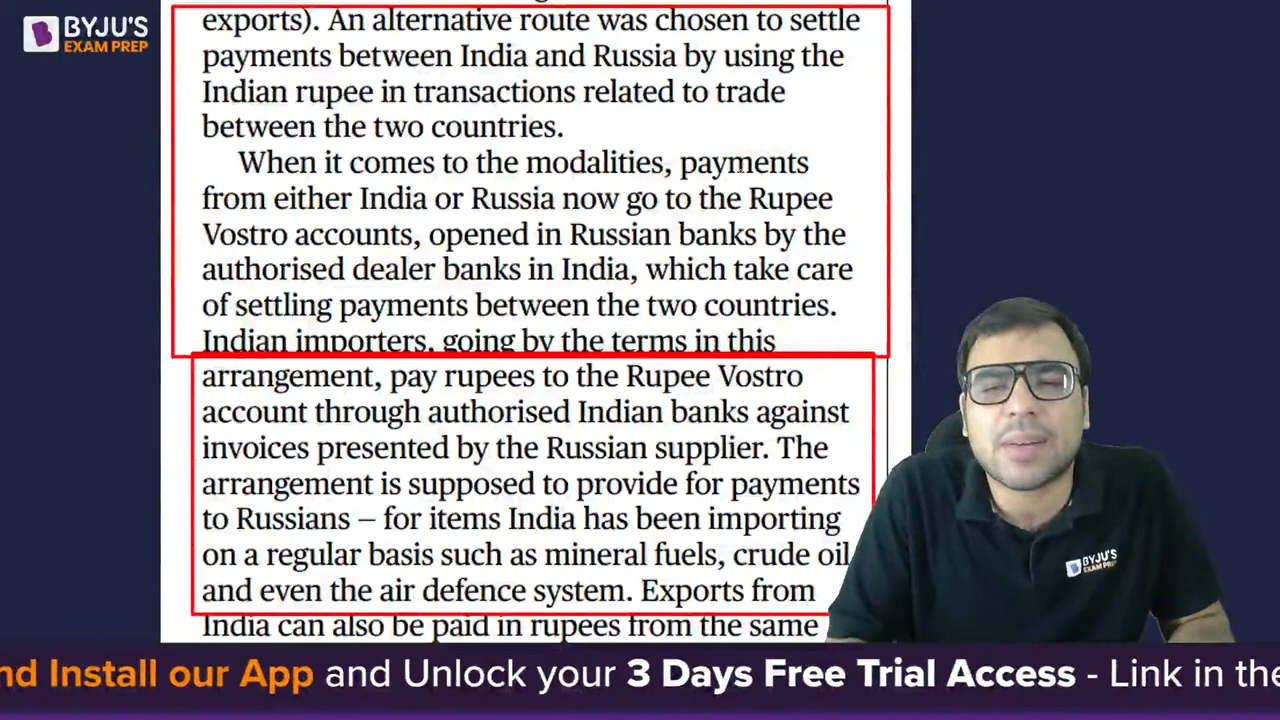 BYJU'S
EXAM PREP
exports). An alternative route was chosen to settle
payments between India and Russia by using the
Indian rupee in transactions related to trade
between the two countries.
When it comes to the modalities, payments
from either India or Russia now go to the Rupee
Vostro accounts, opened in Russian banks by the
authorised dealer banks in India, which take care
of settling payments between the two countries.
Indian importers, going by the terms in this
arrangement, pay rupees to the Rupee Vostro
account through authorised Indian banks against
invoices presented by the Russian supplier. The
arrangement is supposed to provide for payments
to Russians – for items India has been importing
on a regular basis such as mineral fuels, crude oil
and even the air defence system. Exports from
India can also be paid in rupees from the same
BYJU'S
EXAM PREP
nd Install our App and Unlock your 3 Days Free Trial Access - Link in the